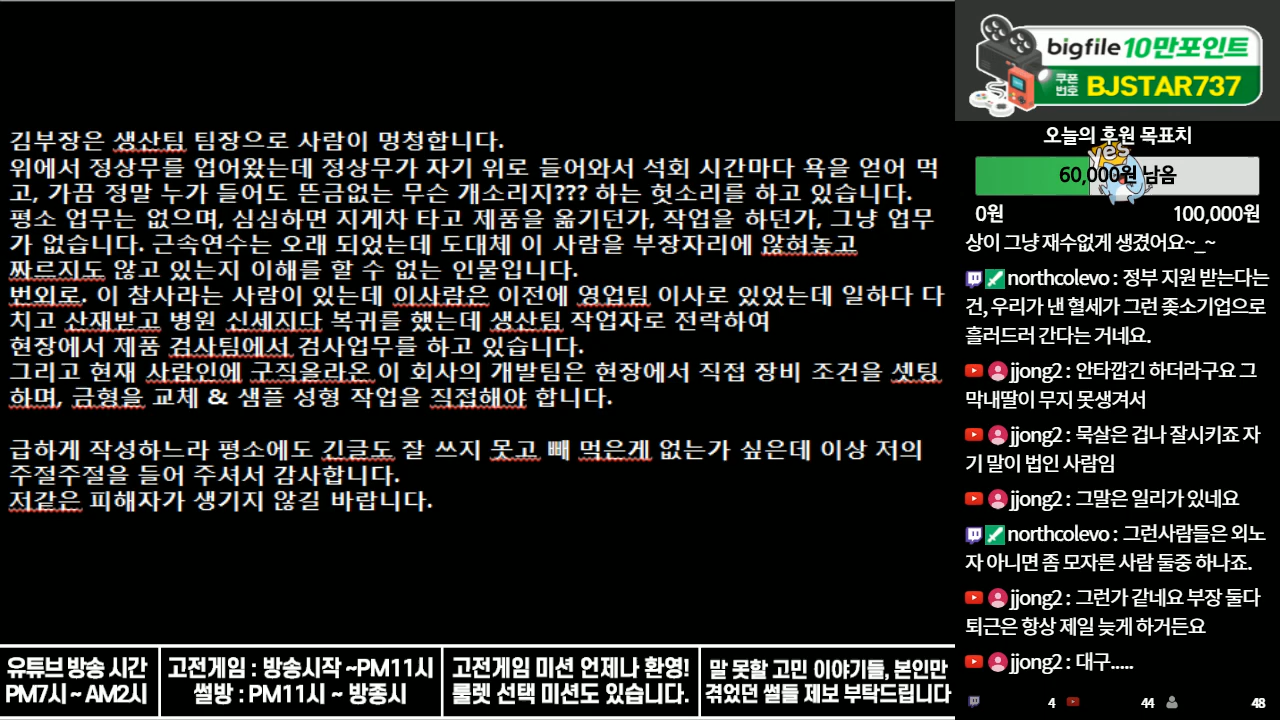 김부장은 생산팀 팀장으로 사람이 멍청합니다.
위에서 정상무를 업어왔는데 정상무가 자기 위로 들어와서 석회 시간마다 욕을 얻어 먹
고, 가끔 정말 누가 들어도 뜬금없는 무슨 개소리지??? 하는 헛소리를 하고 있습니다.
평소 업무는 없으며, 심심하면 지게차 타고 제품을 옮기던가, 작업을 하던가, 그냥 업무
가 없습니다. 근속연수는 오래 되었는데 도대체 이 사람을 부장자리에 않혀놓고
짜르지도 않고 있는지 이해를 할 수 없는 인물입니다.
번외로. 이 참사라는 사람이 있는데 이사람은 이전에 영업팀 이사로 있었는데 일하다 다
치고 산재받고 병원 신세지다 복귀를 했는데 생산팀 작업자로 전락하여
현장에서 제품 검사팀에서 검사업무를 하고 있습니다.
그리고 현재 사람인에 구직올라온 이 회사의 개발팀은 현장에서 직접 장비 조건을 셋팅
하며, 금형을 교체 & 샘플 성형 작업을 직접해야 합니다.
급하게 작성하느라 평소에도 긴글도 잘 쓰지 못고 빼 먹은게 없는가 싶은데 이상 저의
주절주절을 들어 주셔서 감사합니다.
저같은 피해자가 생기지 않길 바랍니다.
bigfile 10만포인트
쿠폰번호 BJSTAR737
오늘의 후원 목표치
yes
60,000원 남음
0원 100,000원
상이 그냥 재수없게 생겼어요~_~
northcolevo : 정부 지원 받는다는
건, 우리가 낸 혈세가 그런 좆소기업으로
흘러드러 간다는 거네요.
jjong2 : 안타깝긴 하더라구요 그
막내딸이 무지 못생겨서
jjong2 : 묵살은 겁나 잘시키죠 자
기 말이 법인 사람임
jjong2 : 그말은 일리가 있네요
northcolevo : 그런사람들은 외노
자 아니면 좀 모자른 사람 둘중 하나죠.
jjong2 : 그런가 같네요 부장 둘다
퇴근은 항상 제일 늦게 하거든요
jjong2 : 대구.....
4 44 48
유튜브 방송 시간
PM7시 ~ AM2시
고전게임 : 방송시작 ~PM11시
썰방 : PM11시 ~ 방종시
고전게임 미션 언제나 환영!
룰렛 선택 미션도 있습니다.
말 못할 고민 이야기들, 본인만
겪었던 썰들 제보 부탁드립니다